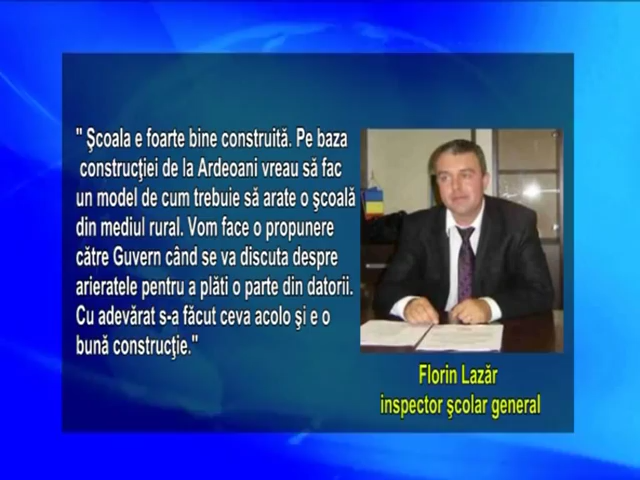 " Şcoala e foarte bine construită. Pe baza
construcţiei de la Ardeoani vreau să fac
un model de cum trebuie să arate o şcoală
din mediul rural. Vom face o propunere
către Guvern când se va discuta despre
arieratele pentru a plăti o parte din datorii.
Cu adevărat s-a făcut ceva acolo şi e o
bună construcţie."
Florin Lazăr
inspector şcolar general